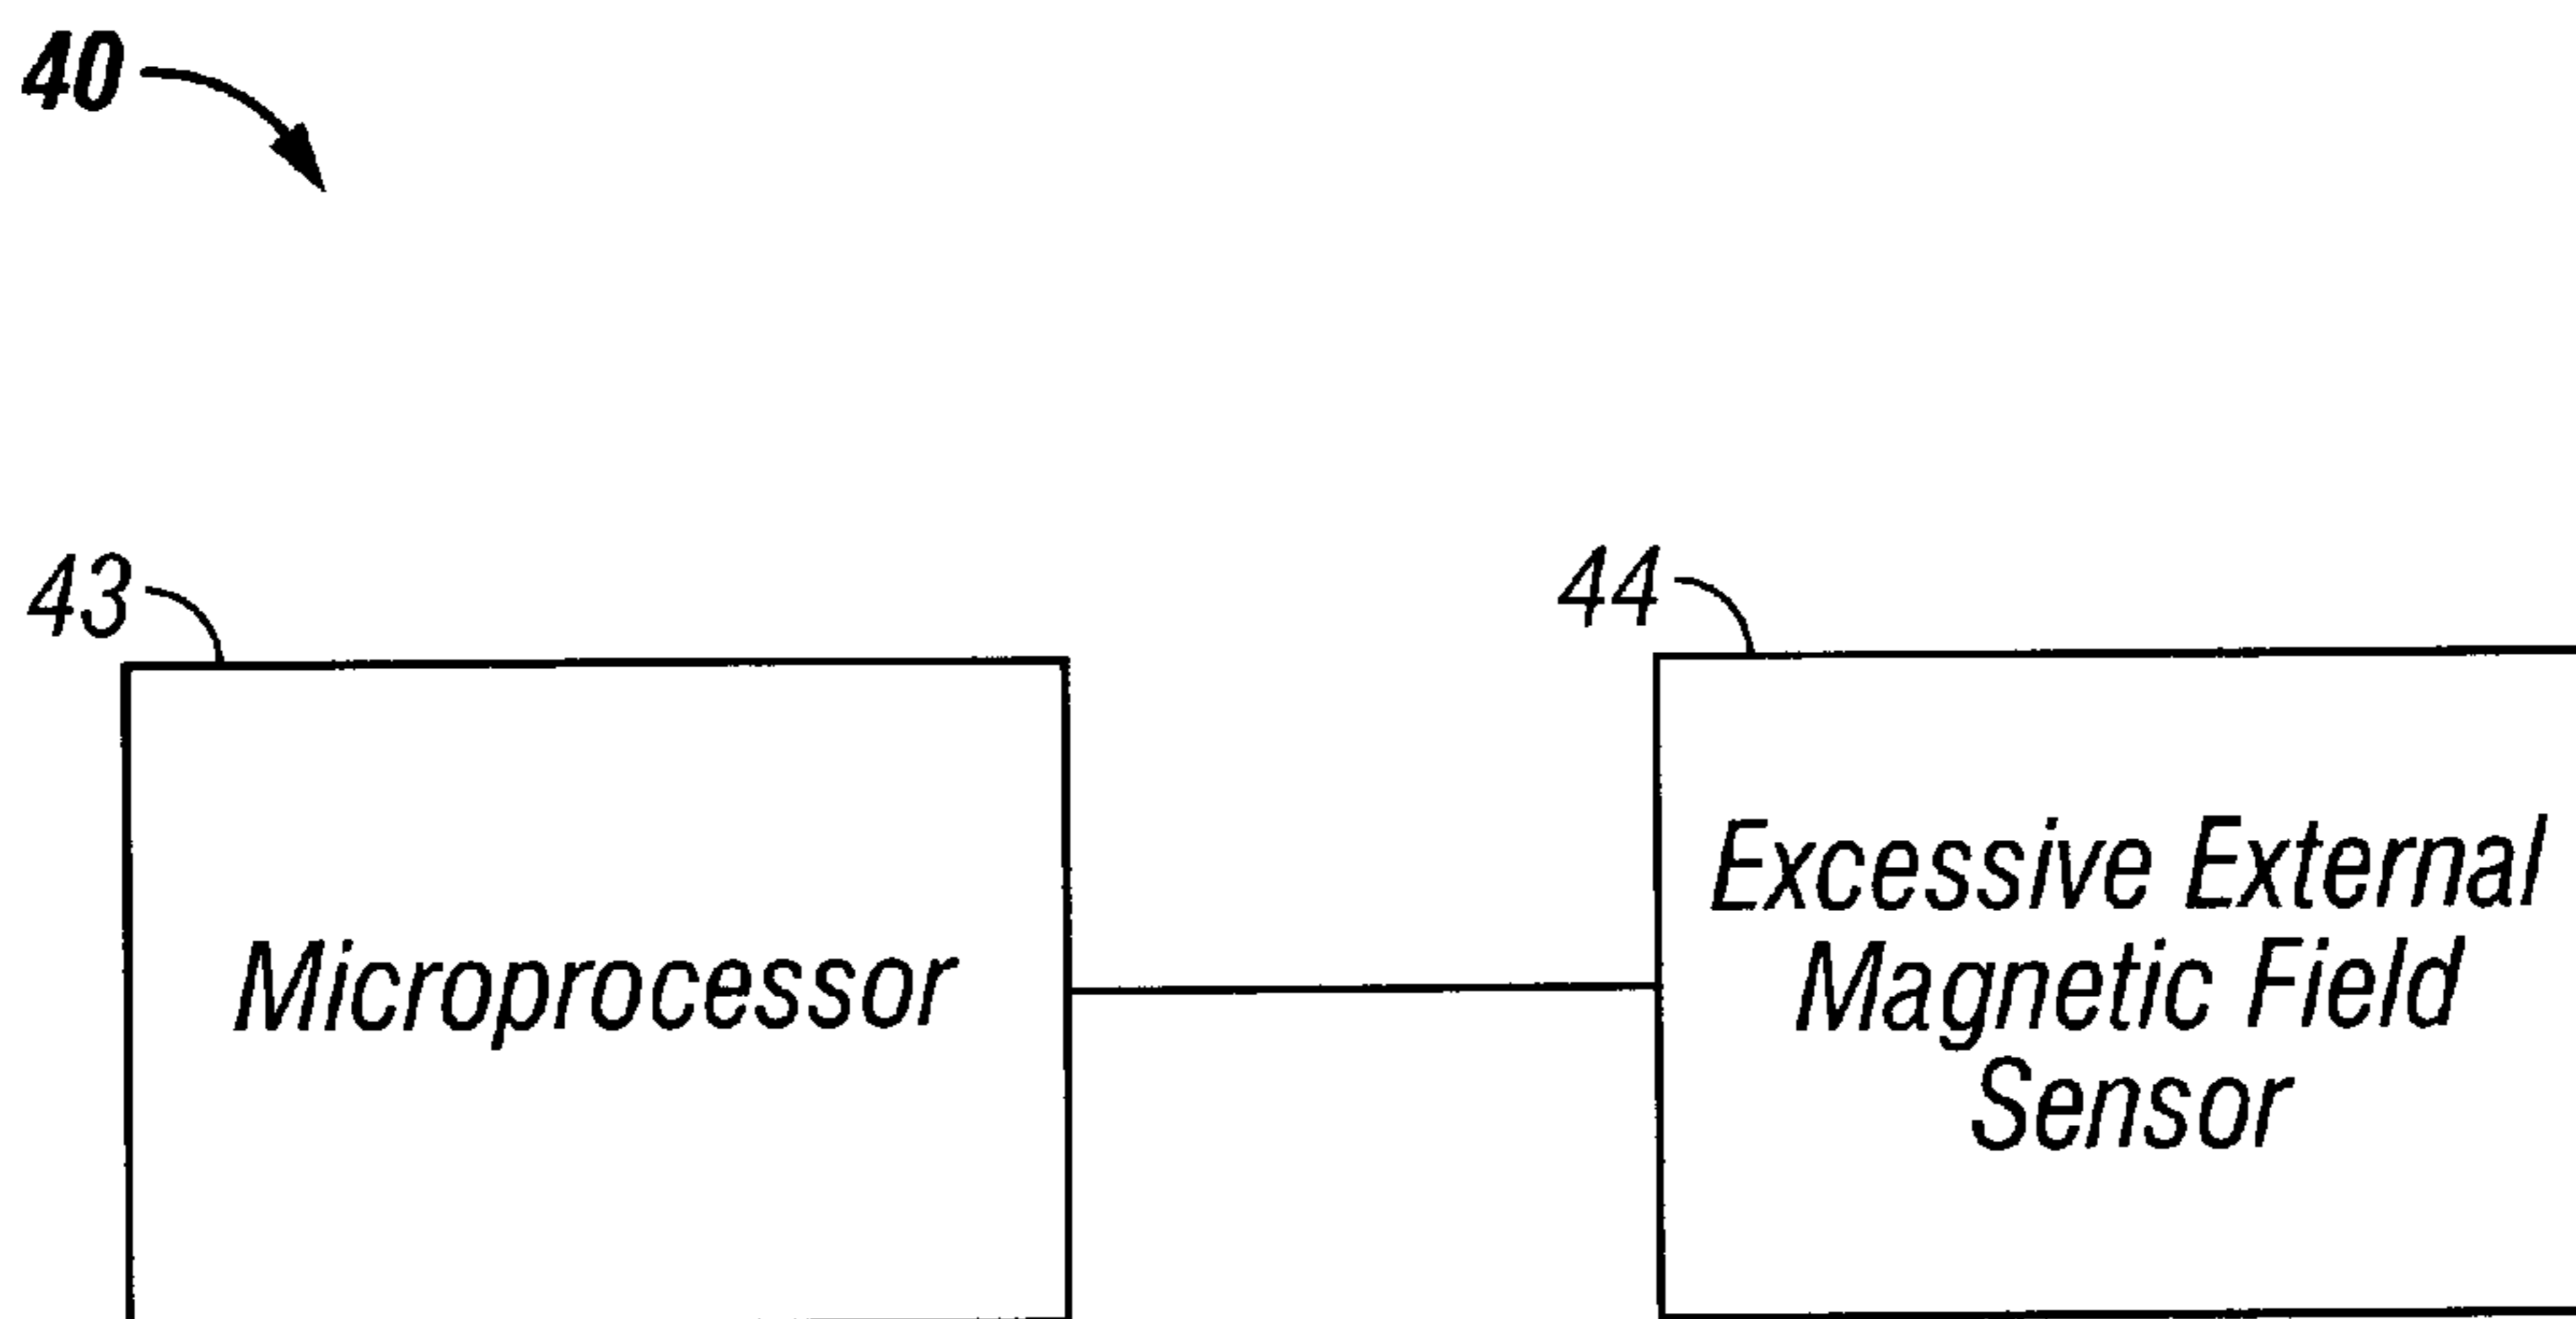 40
43
44
Microprocessor
Excessive External
Magnetic Field
Sensor